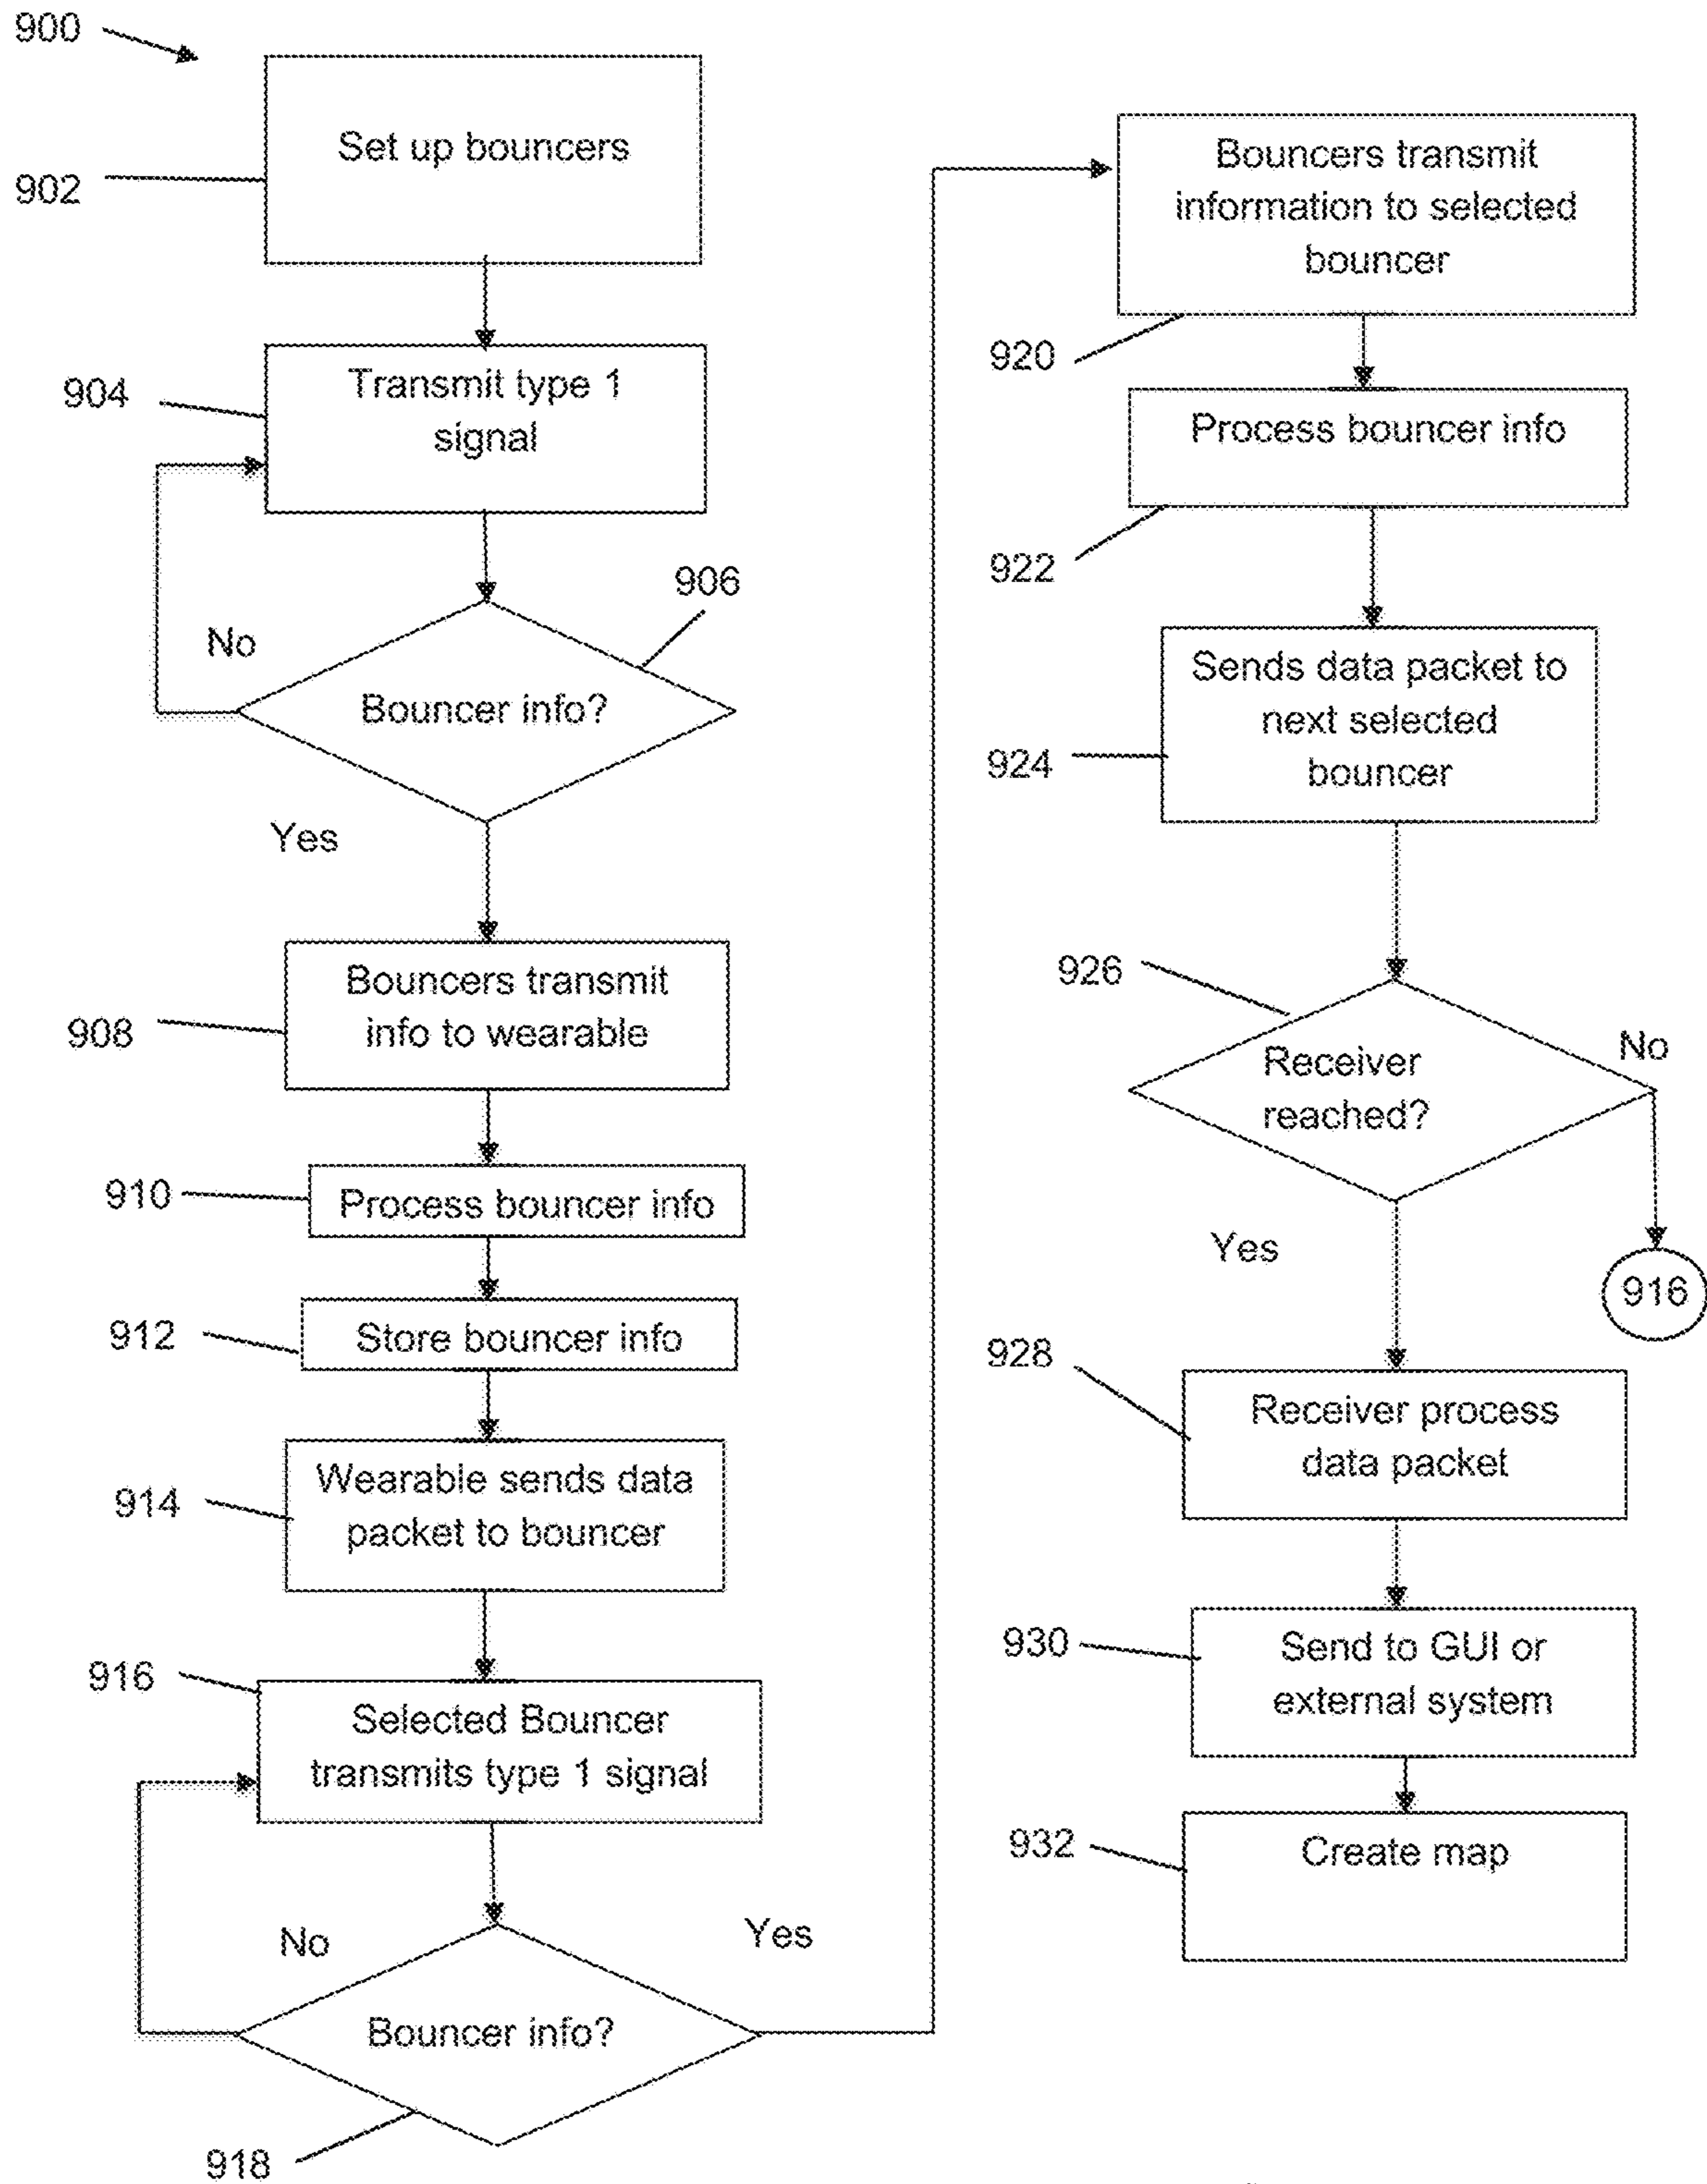 900
Set up bouncers
902
904
Transmit type 1
signal
906
No
Bouncer info?
Yes
908
Bouncers transmit
info to wearable
910
Process bouncer info
912
Store bouncer info
914
Wearable sends data
packet to bouncer
916
Selected Bouncer
transmits type 1 signal
No
Yes
Bouncer info?
918
Bouncers transmit
information to selected
bouncer
920
Process bouncer info
922
Sends data packet to
next selected
bouncer
924
926
No
Receiver
reached?
Yes
916
928
Receiver process
data packet
930
Send to GUI or
external system
932
Create map